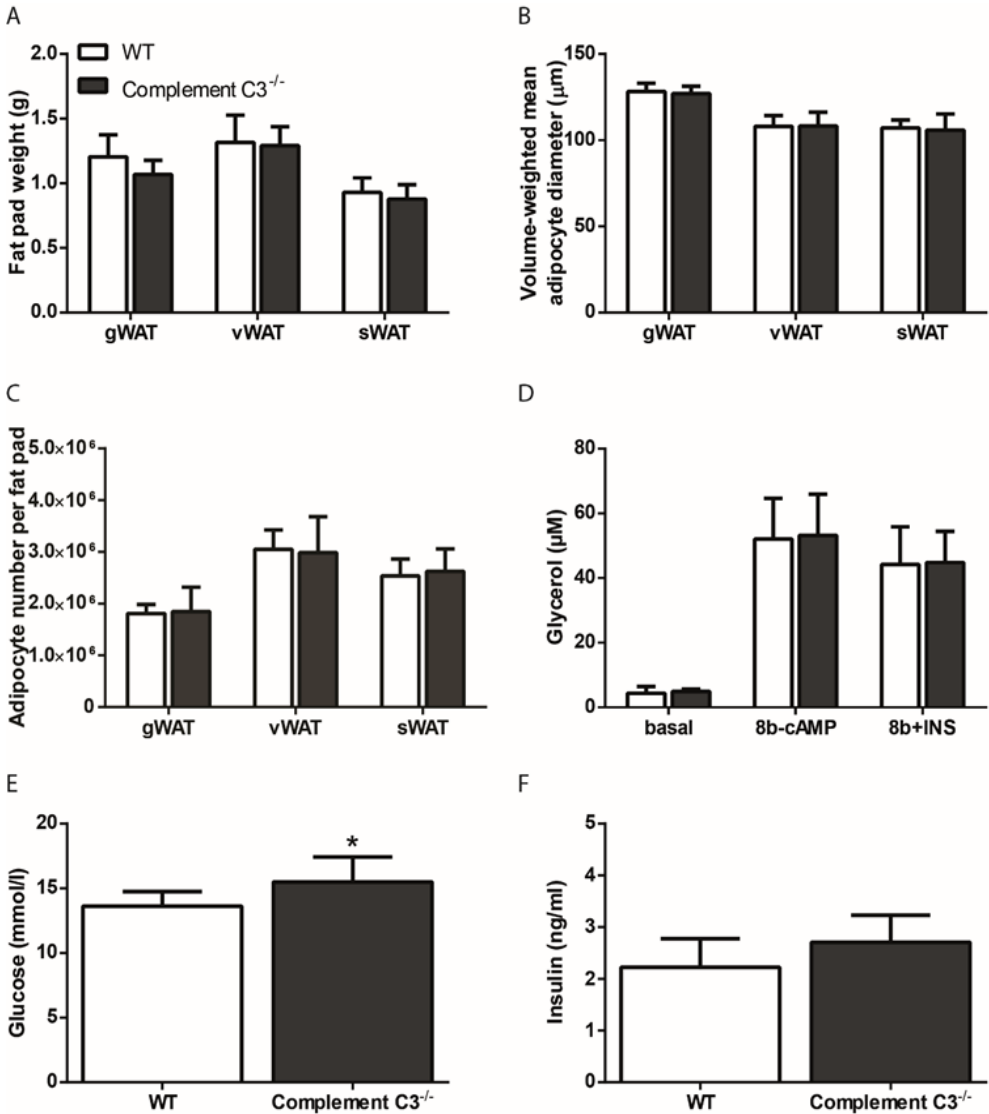 A
Fat pad weight (g)
2.0
1.5
1.0
0.5
0.0
WT
Complement C3-/-
gWAT vWAT sWAT
B
Volume-weighted mean
adipocyte diameter (μm)
150
100
50
0
gWAT vWAT sWAT
C
Adipocyte number per fat pad
5.0×10⁶
4.0×10⁶
3.0×10⁶
2.0×10⁶
1.0×10⁶
0
gWAT vWAT sWAT
D
Glycerol (μM)
80
60
40
20
0
basal 8b-cAMP 8b+INS
E
Glucose (mmol/l)
20
15
10
5
0
*
WT Complement C3-/-
F
Insulin (ng/ml)
5
4
3
2
1
0
WT Complement C3-/-